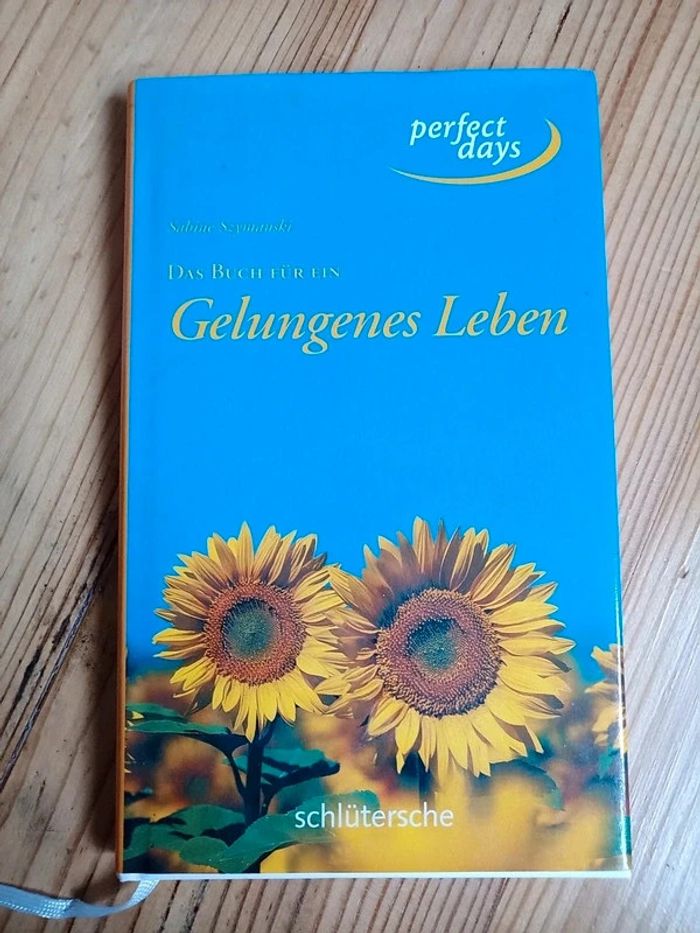 perfect
days
Sabine Szymanski
DAS BUCH FÜR EIN
Gelungenes Leben
schlütersche